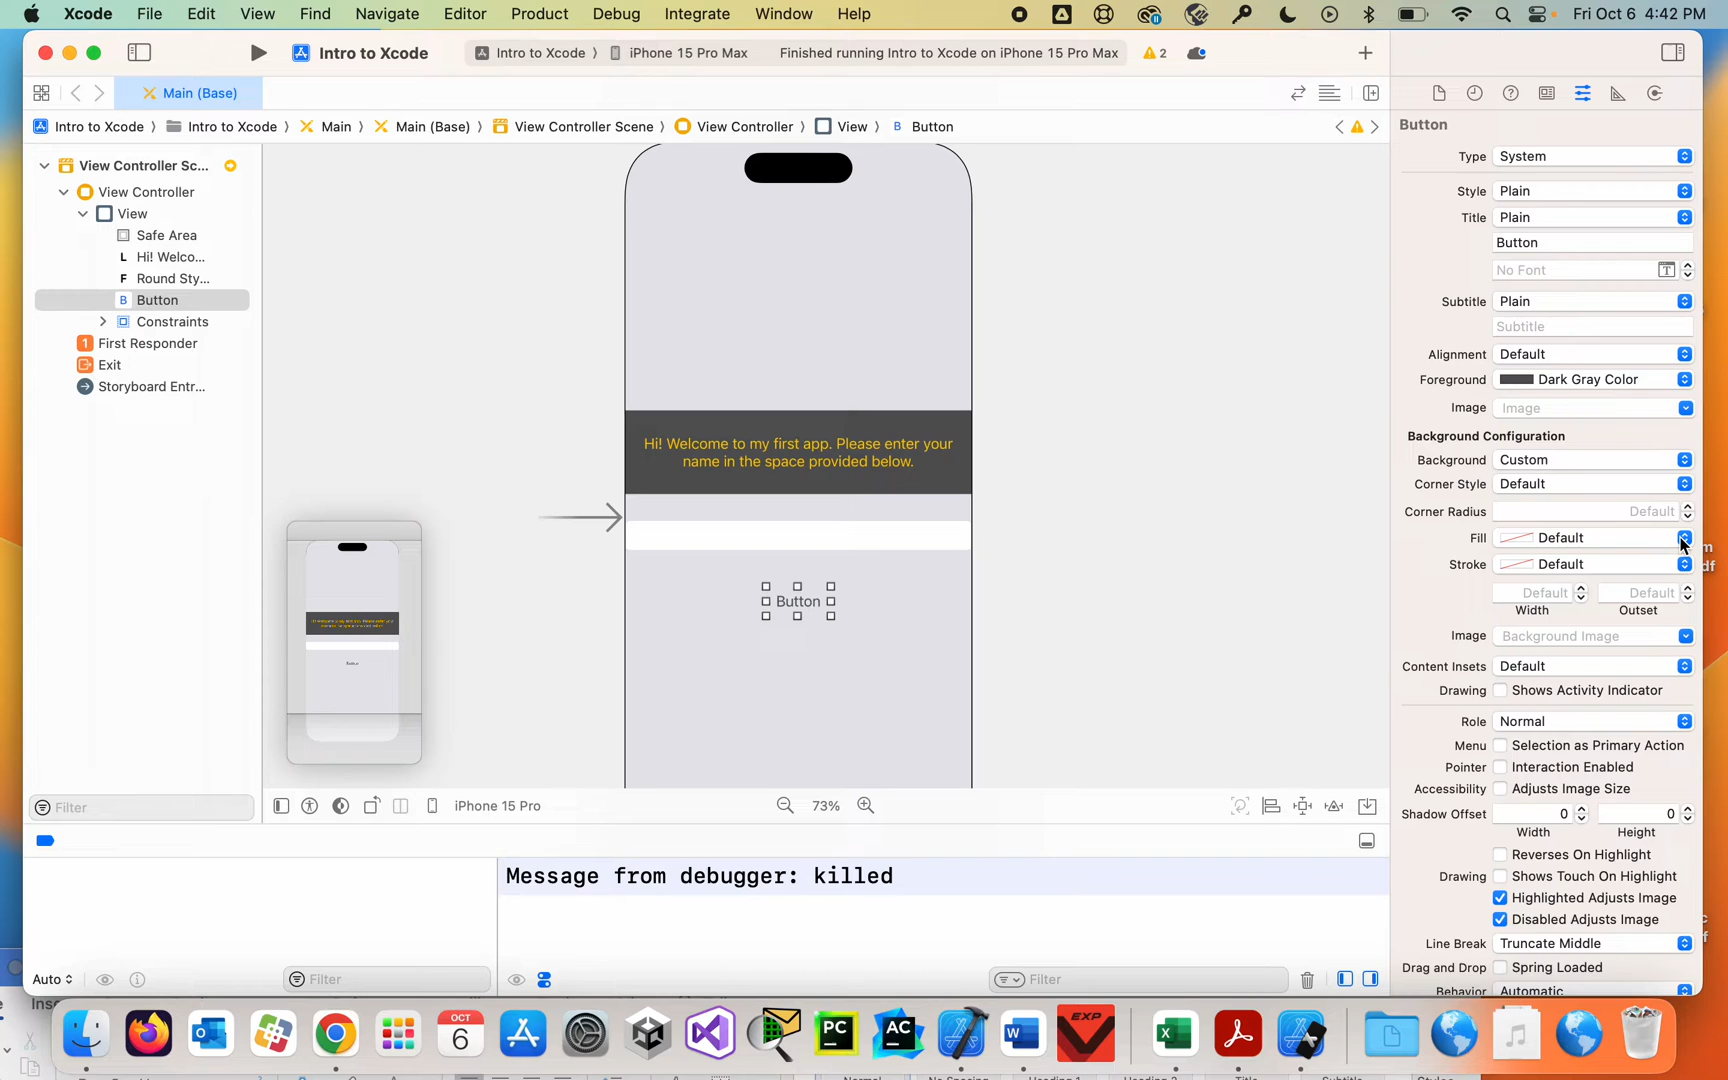 Xcode File Edit View Find Navigate Editor Product Debug Integrate Window Help Fri Oct 6 4:42 PM
Intro to Xcode Intro to Xcode iPhone 15 Pro Max Finished running Intro to Xcode on iPhone 15 Pro Max 2
Main (Base)
Intro to Xcode Intro to Xcode Main Main (Base) View Controller Scene View Controller View B Button
View Controller Sc...
View Controller
View
Safe Area
L Hi! Welco...
F Round Sty...
B Button
Constraints
1 First Responder
Exit
Storyboard Entr...
Filter
Hi! Welcome to my first app. Please enter your
name in the space provided below.
Button
iPhone 15 Pro
73%
Button
Type System
Style Plain
Title Plain
Button
No Font T
Subtitle Plain
Subtitle
Alignment Default
Foreground Dark Gray Color
Image Image
Background Configuration
Background Custom
Corner Style Default
Corner Radius Default
Fill Default
Stroke Default
Default Default
Width Outset
Image Background Image
Content Insets Default
Drawing Shows Activity Indicator
Role Normal
Menu Selection as Primary Action
Pointer Interaction Enabled
Accessibility Adjusts Image Size
Shadow Offset 0 0
Width Height
Reverses On Highlight
Drawing Shows Touch On Highlight
Highlighted Adjusts Image
Disabled Adjusts Image
Line Break Truncate Middle
Drag and Drop Spring Loaded
Behavior Automatic
Message from debugger: killed
Auto Filter Filter
OCT
6
PC
AC
W
EXP
X